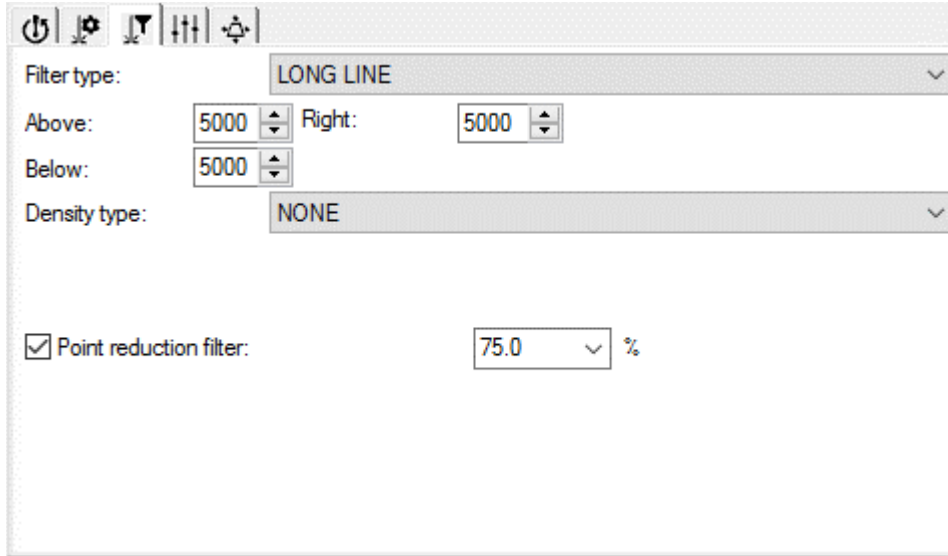 Filter type: LONG LINE
Above: 5000 Right: 5000
Below: 5000
Density type: NONE
Point reduction filter: 75.0 %